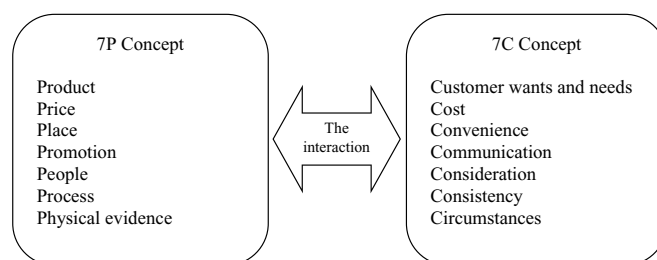 7P Concept
Product
Price
Place
Promotion
People
Process
Physical evidence
The
interaction
7C Concept
Customer wants and needs
Cost
Convenience
Communication
Consideration
Consistency
Circumstances